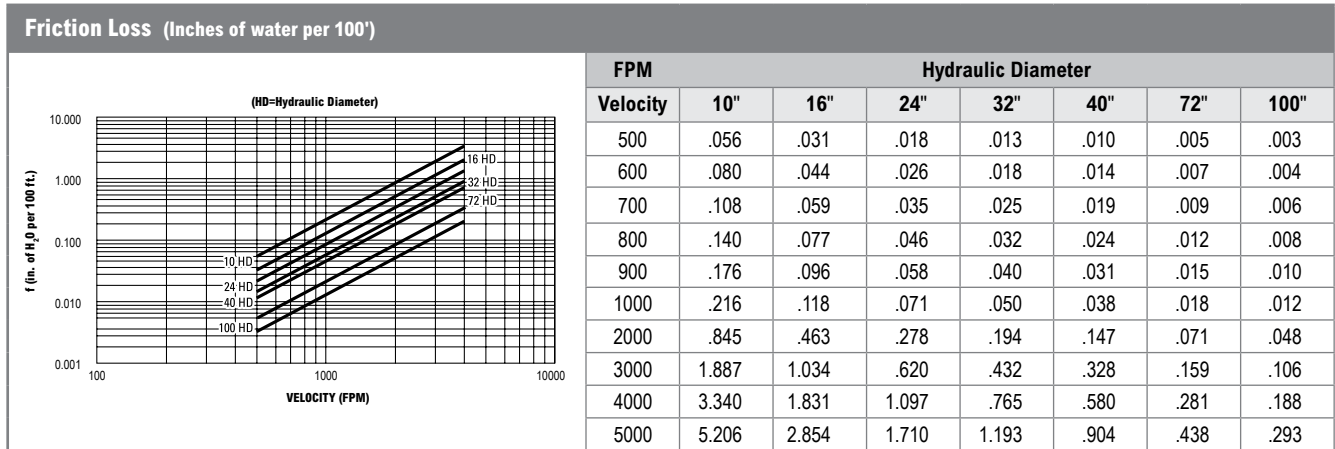 Friction Loss (Inches of water per 100')
(HD=Hydraulic Diameter)
10.000
1.000
0.100
0.010
0.001
f (in. of H₂0 per 100 ft.)
16 HD
32 HD
72 HD
10 HD
24 HD
40 HD
100 HD
100 1000 10000
VELOCITY (FPM)
FPM Hydraulic Diameter
Velocity 10" 16" 24" 32" 40" 72" 100"
500 .056 .031 .018 .013 .010 .005 .003
600 .080 .044 .026 .018 .014 .007 .004
700 .108 .059 .035 .025 .019 .009 .006
800 .140 .077 .046 .032 .024 .012 .008
900 .176 .096 .058 .040 .031 .015 .010
1000 .216 .118 .071 .050 .038 .018 .012
2000 .845 .463 .278 .194 .147 .071 .048
3000 1.887 1.034 .620 .432 .328 .159 .106
4000 3.340 1.831 1.097 .765 .580 .281 .188
5000 5.206 2.854 1.710 1.193 .904 .438 .293